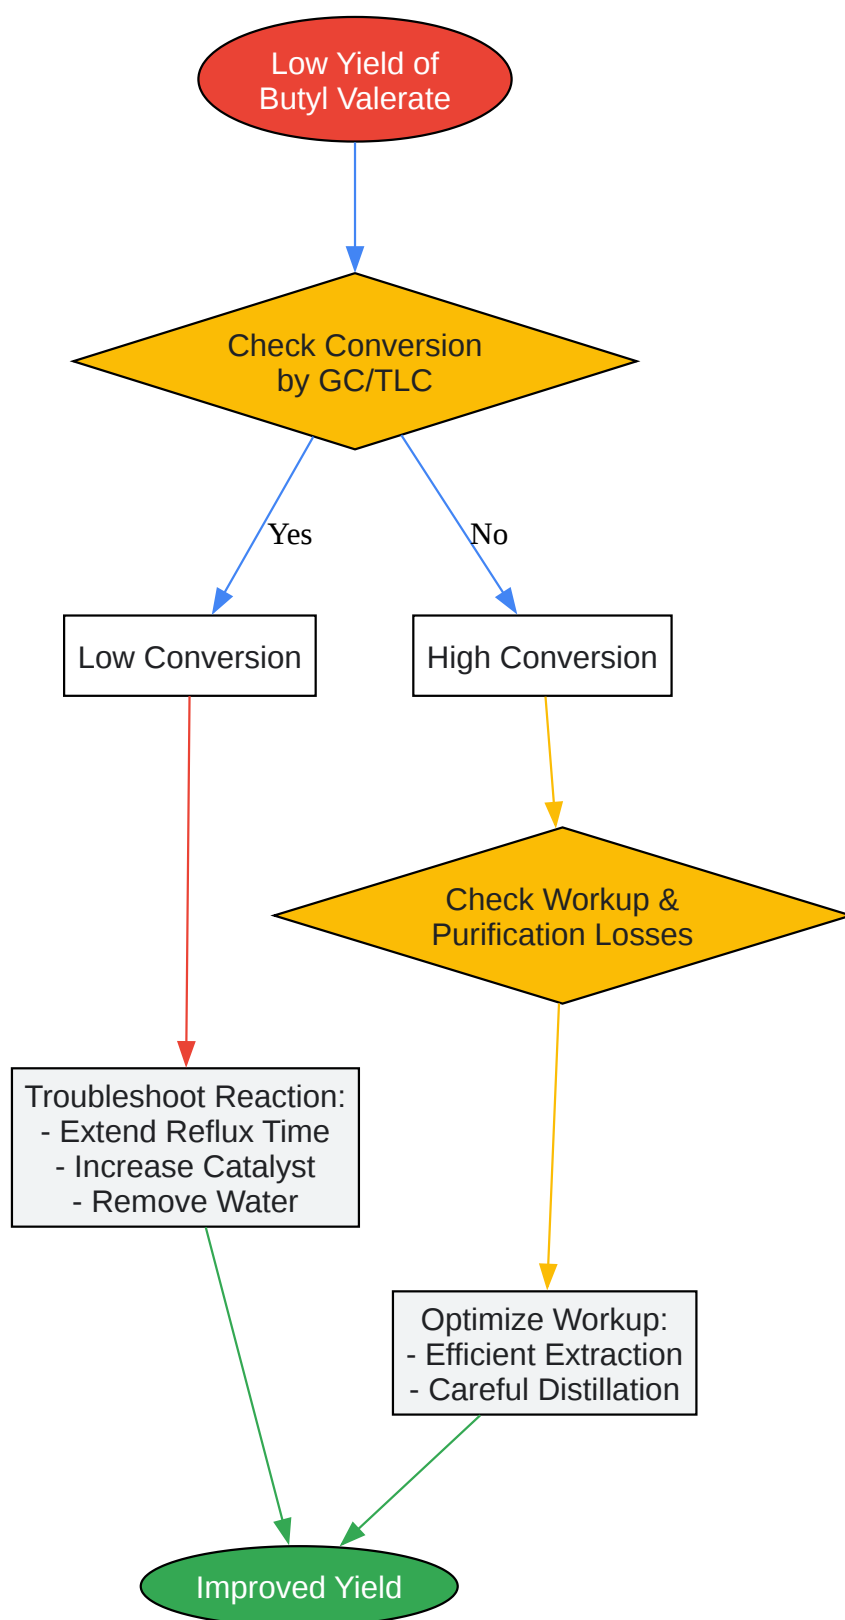 Low Yield of
Butyl Valerate
Check Conversion
by GC/TLC
Yes
No
Low Conversion
High Conversion
Check Workup &
Purification Losses
Troubleshoot Reaction:
- Extend Reflux Time
- Increase Catalyst
- Remove Water
Optimize Workup:
- Efficient Extraction
- Careful Distillation
Improved Yield